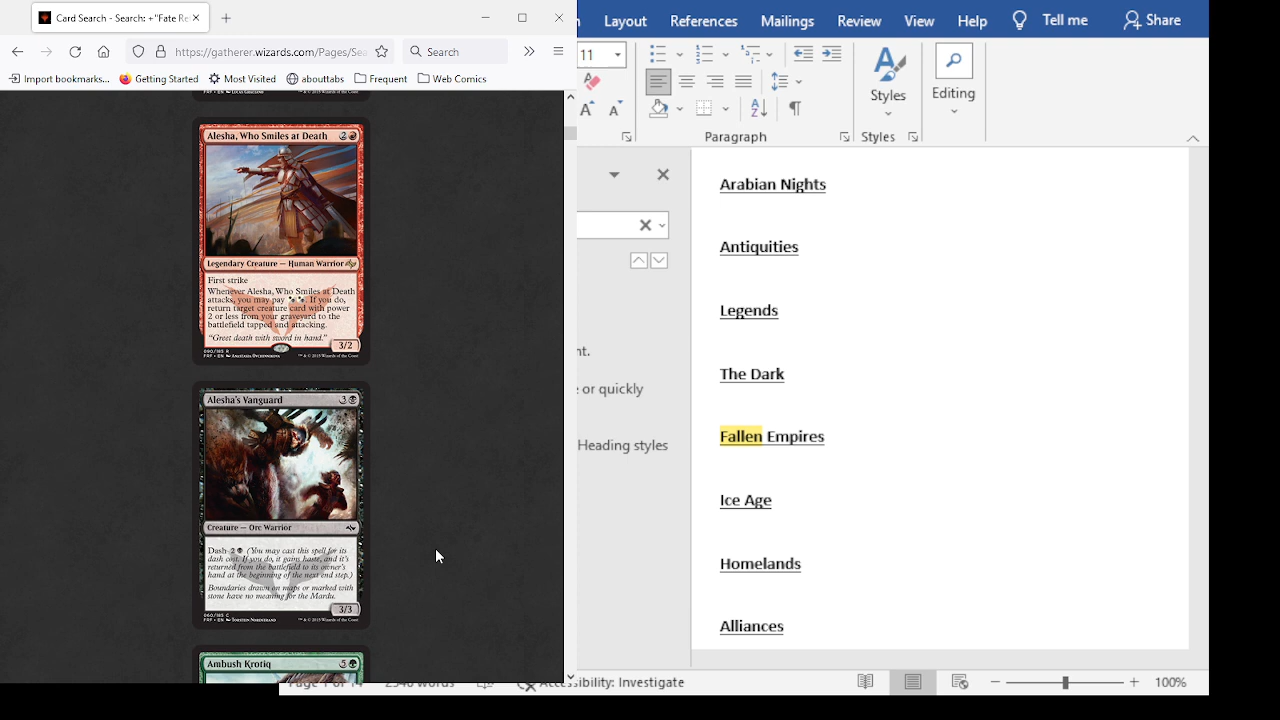 Card Search - Search: +"Fate Re
https://gatherer.wizards.com/Pages/Sea
Search
Import bookmarks...
Getting Started
Most Visited
abouttabs
Frequent
Web Comics
Alesha, Who Smiles at Death 2
Legendary Creature — Human Warrior
First strike
Whenever Alesha, Who Smiles at Death
attacks, you may pay . If you do,
return target creature card with power
2 or less from your graveyard to the
battlefield tapped and attacking.
"Greet death with sword in hand."
3/2
Alesha's Vanguard 3
Creature — Orc Warrior
Dash 2 (You may cast this spell for its
dash cost. If you do, it gains haste, and it's
returned from the battlefield to its owner's
hand at the beginning of the next end step.)
Boundaries drawn on maps or marked with
stone have no meaning for the Mardu.
3/3
Ambush Krotiq 5
Layout References Mailings Review View Help Tell me Share
11
Styles
Editing
Paragraph
Styles
nt.
e or quickly
Heading styles
Arabian Nights
Antiquities
Legends
The Dark
Fallen Empires
Ice Age
Homelands
Alliances
Accessibility: Investigate
100%